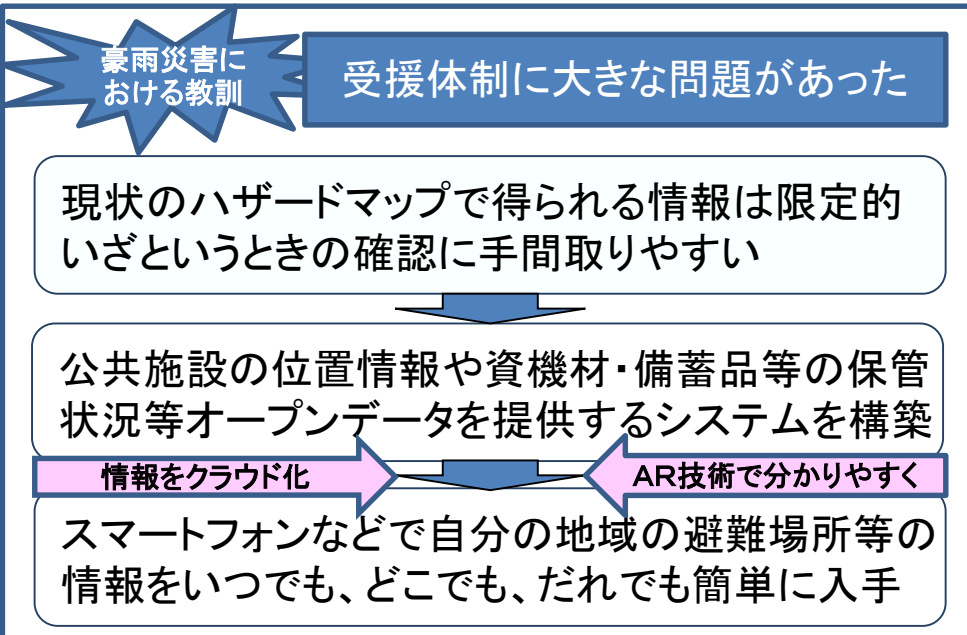 豪雨災害に
おける教訓
受援体制に大きな問題があった
現状のハザードマップで得られる情報は限定的
いざというときの確認に手間取りやすい
公共施設の位置情報や資機材・備蓄品等の保管
状況等オープンデータを提供するシステムを構築
情報をクラウド化
AR技術で分かりやすく
スマートフォンなどで自分の地域の避難場所等の
情報をいつでも、どこでも、だれでも簡単に入手